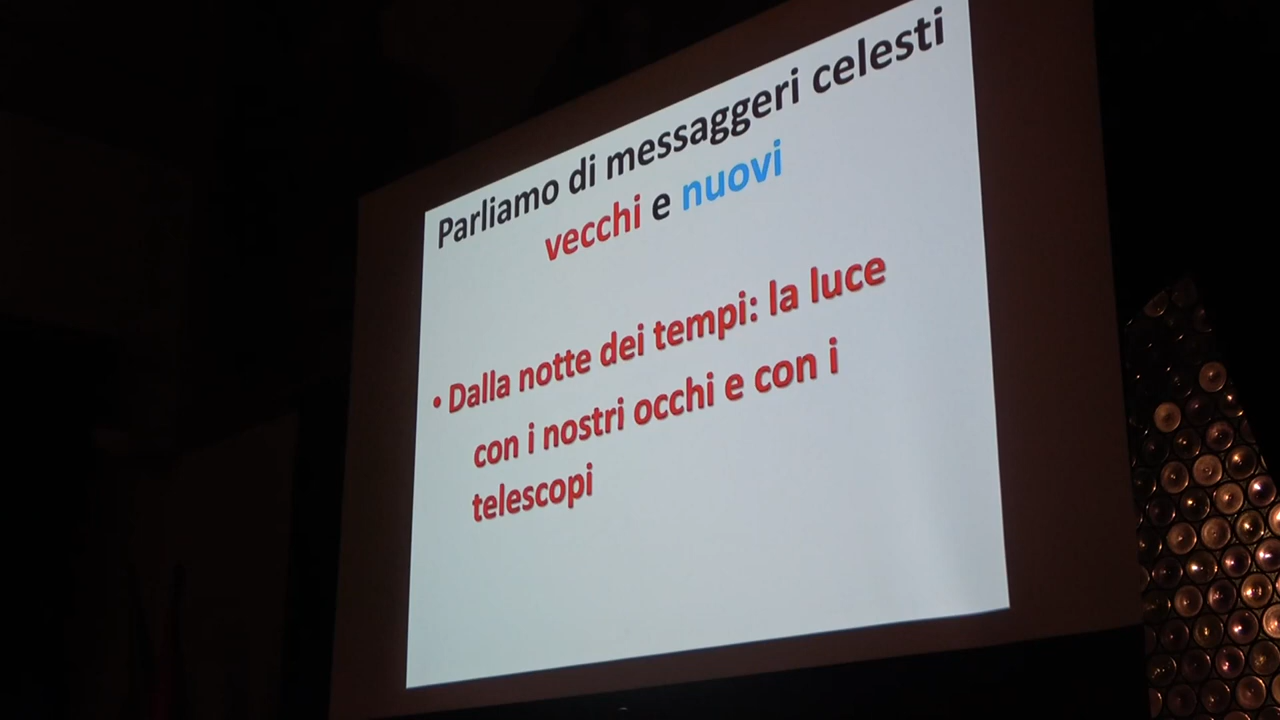 Parliamo di messaggeri celesti
vecchi e nuovi
• Dalla notte dei tempi: la luce
con i nostri occhi e con i
telescopi